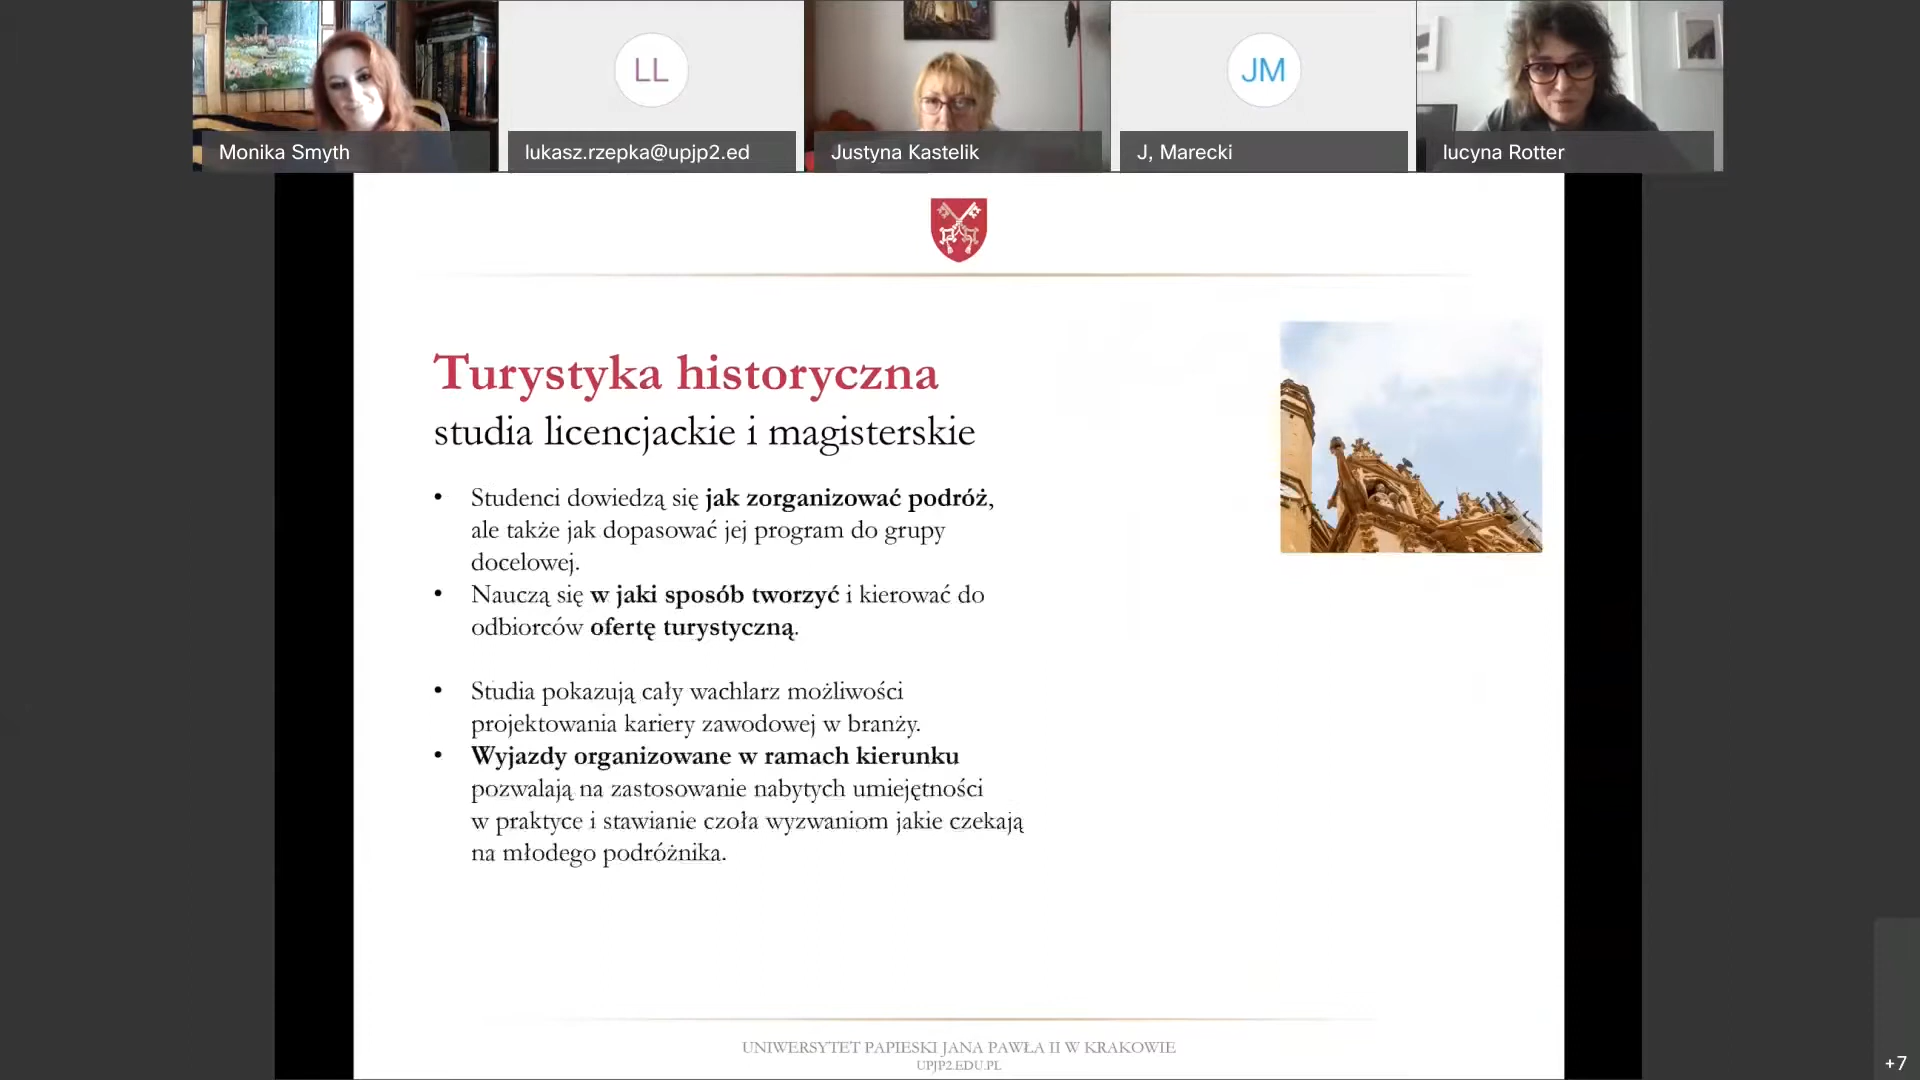 LL
JM
Monika Smyth
lukasz.rzepka@upjp2.ed
Justyna Kastelik
J, Marecki
lucyna Rotter
Turystyka historyczna
studia licencjackie i magisterskie
• Studenci dowiedzą się jak zorganizować podróż,
ale także jak dopasować jej program do grupy
docelowej.
• Nauczą się w jaki sposób tworzyć i kierować do
odbiorców ofertę turystyczną.
• Studia pokazują cały wachlarz możliwości
projektowania kariery zawodowej w branży.
• Wyjazdy organizowane w ramach kierunku
pozwalają na zastosowanie nabytych umiejętności
w praktyce i stawianie czoła wyzwaniom jakie czekają
na młodego podróżnika.
UNIWERSYTET PAPIESKI JANA PAWŁA II W KRAKOWIE
UPJP2.EDU.PL
+7